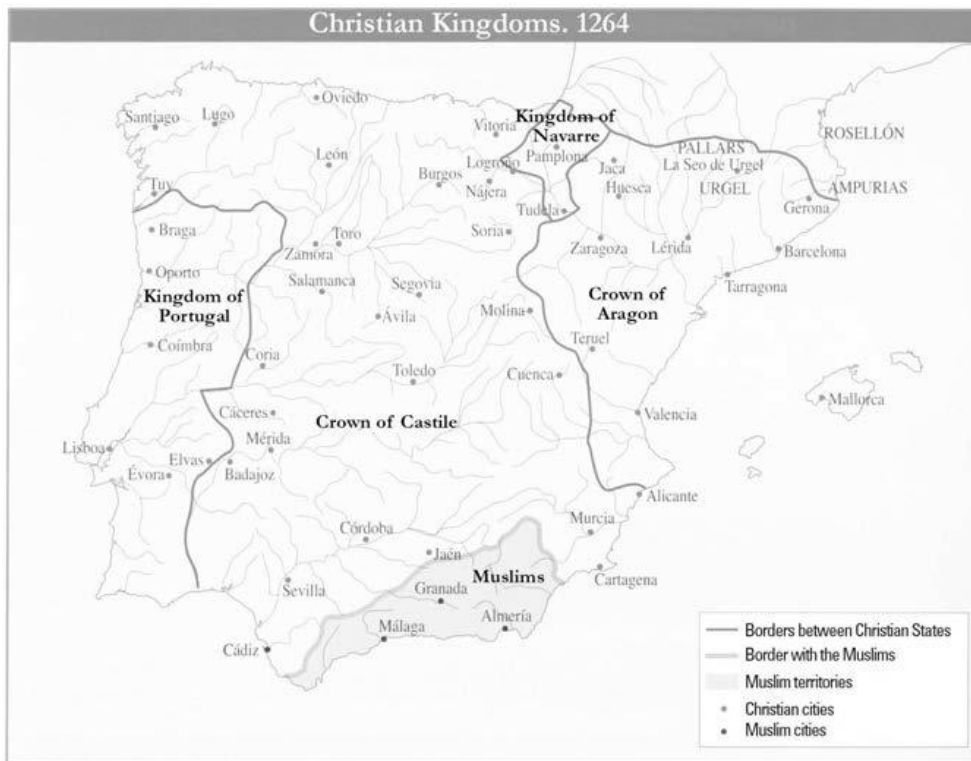 Christian Kingdoms. 1264
Oviedo
Santiago
Lugo
Vitoria
Kingdom of
Navarre
Pamplona
ROSELLÓN
PALLARS
La Seo de Urgel
León
Logroño
Jaca
Burgos
Nájera
Huesca
URGEL
AMPURIAS
Tuy
Gerona
Tudela
Braga
Toro
Zamora
Soria
Zaragoza
Lérida
Barcelona
Oporto
Salamanca
Segovia
Tarragona
Kingdom of
Portugal
Crown of
Aragon
Ávila
Molina
Coímbra
Coria
Teruel
Toledo
Cuenca
Mallorca
Cáceres
Crown of Castile
Valencia
Lisboa
Mérida
Elvas
Badajoz
Évora
Alicante
Córdoba
Murcia
Jaén
Muslims
Cartagena
Sevilla
Granada
Almería
Málaga
Cádiz
Borders between Christian States
Border with the Muslims
Muslim territories
Christian cities
Muslim cities